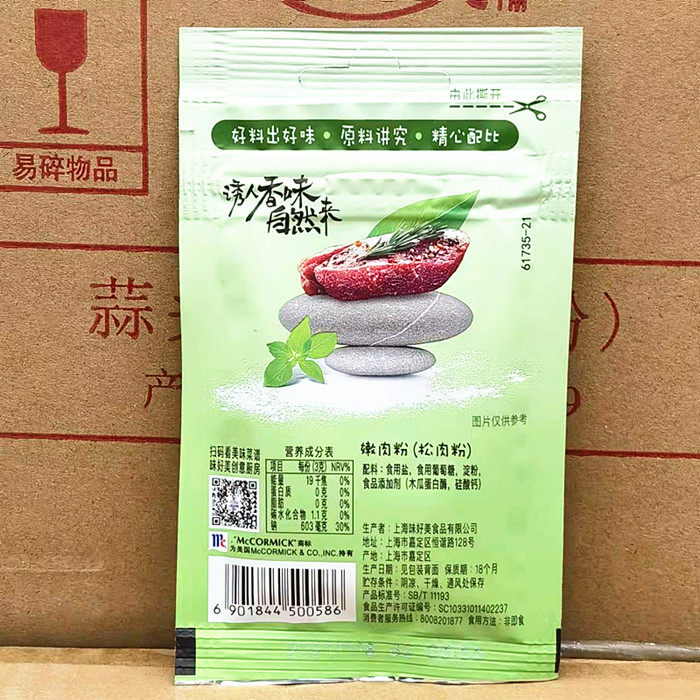 易碎物品
由此撕开
好料出好味 • 原料讲究 • 精心配比
诱人香味
自然来
61735-21
蒜
产
图片仅供参考
扫码看美味菜谱
味好美创意厨房
营养成分表
项目 每份(3克) NRV%
能量 19 千焦 0%
蛋白质 0 克 0%
脂肪 0 克 0%
碳水化合物 1.1 克 0%
钠 603 毫克 30%
"McCORMICK" 商标
为美国McCORMICK & CO., INC.持有
6 901844 500586
嫩肉粉 (松肉粉)
配料：食用盐，食用葡萄糖，淀粉，
食品添加剂（木瓜蛋白酶，硅酸钙）
生产者：上海味好美食品有限公司
地址：上海市嘉定区恒谐路128号
产地：上海市嘉定区
生产日期：见包装背面 保质期：18个月
贮存条件：阴凉、干燥、通风处保存
产品标准号：SB/T 11193
食品生产许可证编号：SC10331011402237
消费者服务热线：8008201877 食用方法：非即食